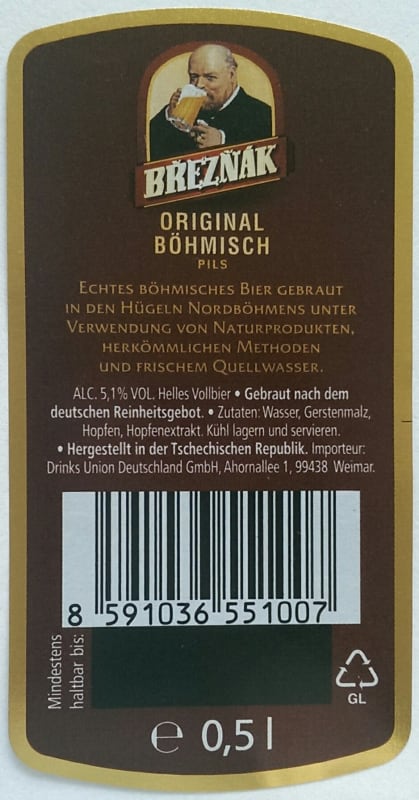 BŘEZŇÁK
ORIGINAL
BÖHMISCH
PILS
ECHTES BÖHMISCHES BIER GEBRAUT
IN DEN HÜGELN NORDBÖHMENS UNTER
VERWENDUNG VON NATURPRODUKTEN,
HERKÖMMLICHEN METHODEN
UND FRISCHEM QUELLWASSER.
ALC. 5,1% VOL. Helles Vollbier • Gebraut nach dem
deutschen Reinheitsgebot. • Zutaten: Wasser, Gerstenmalz,
Hopfen, Hopfenextrakt. Kühl lagern und servieren.
• Hergestellt in der Tschechischen Republik. Importeur:
Drinks Union Deutschland GmbH, Ahornallee 1, 99438 Weimar.
8 591036 551007
Mindestens
haltbar bis:
GL
℮ 0,5 l